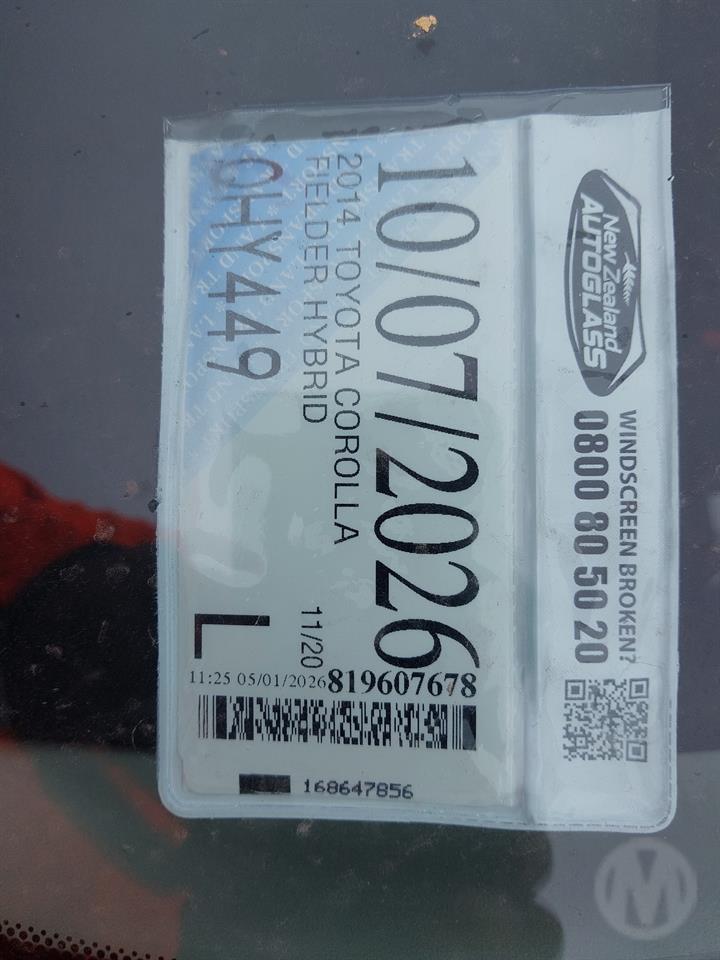 New Zealand
AUTOGLASS
WINDSCREEN BROKEN?
0800 80 50 20
10/07/2026
2014 TOYOTA COROLLA
FIELDER HYBRID
11/20
QHY449
L
11:25 05/01/2026 819607678
168647856
M